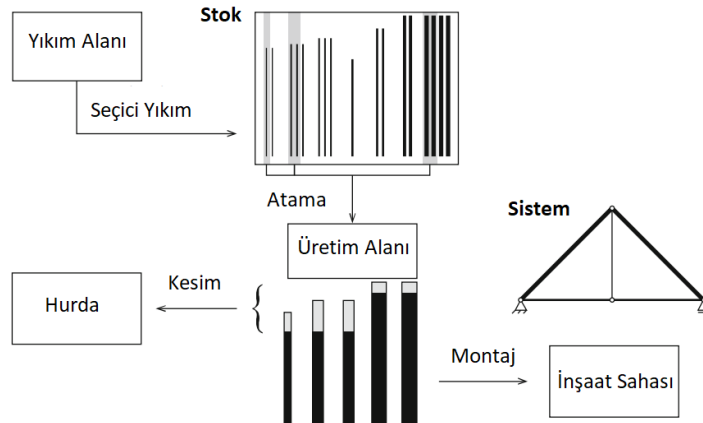 Stok
Yıkım Alanı
Seçici Yıkım
Atama
Sistem
Üretim Alanı
Kesim
Hurda
Montaj
İnşaat Sahası